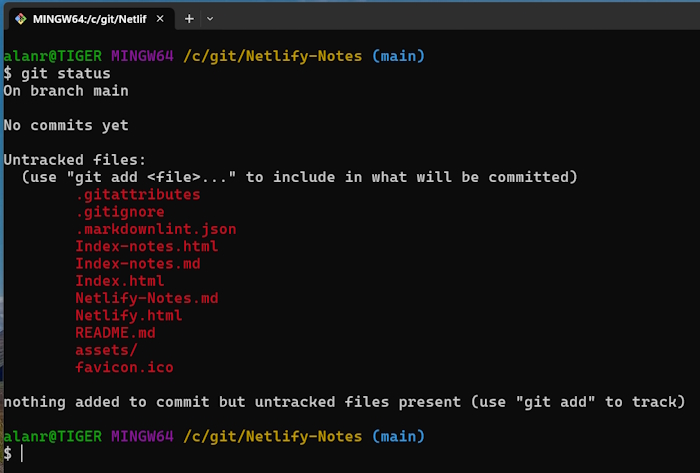 MINGW64:/c/git/Netlif
alanr@TIGER MINGW64 /c/git/Netlify-Notes (main)
$ git status
On branch main
No commits yet
Untracked files:
  (use "git add <file>..." to include in what will be committed)
        .gitattributes
        .gitignore
        .markdownlint.json
        Index-notes.html
        Index-notes.md
        Index.html
        Netlify-Notes.md
        Netlify.html
        README.md
        assets/
        favicon.ico
nothing added to commit but untracked files present (use "git add" to track)
alanr@TIGER MINGW64 /c/git/Netlify-Notes (main)
$